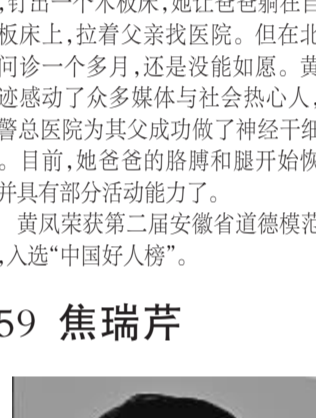 ,钉出一个木板床,她让爸爸躺在自
板床上,拉着父亲找医院。但在北
问诊一个多月,还是没能如愿。黄
迹感动了众多媒体与社会热心人,
警总医院为其父成功做了神经干细
。目前,她爸爸的胳膊和腿开始恢
并具有部分活动能力了。
黄凤荣获第二届安徽省道德模范
,入选“中国好人榜”。
59 焦瑞芹